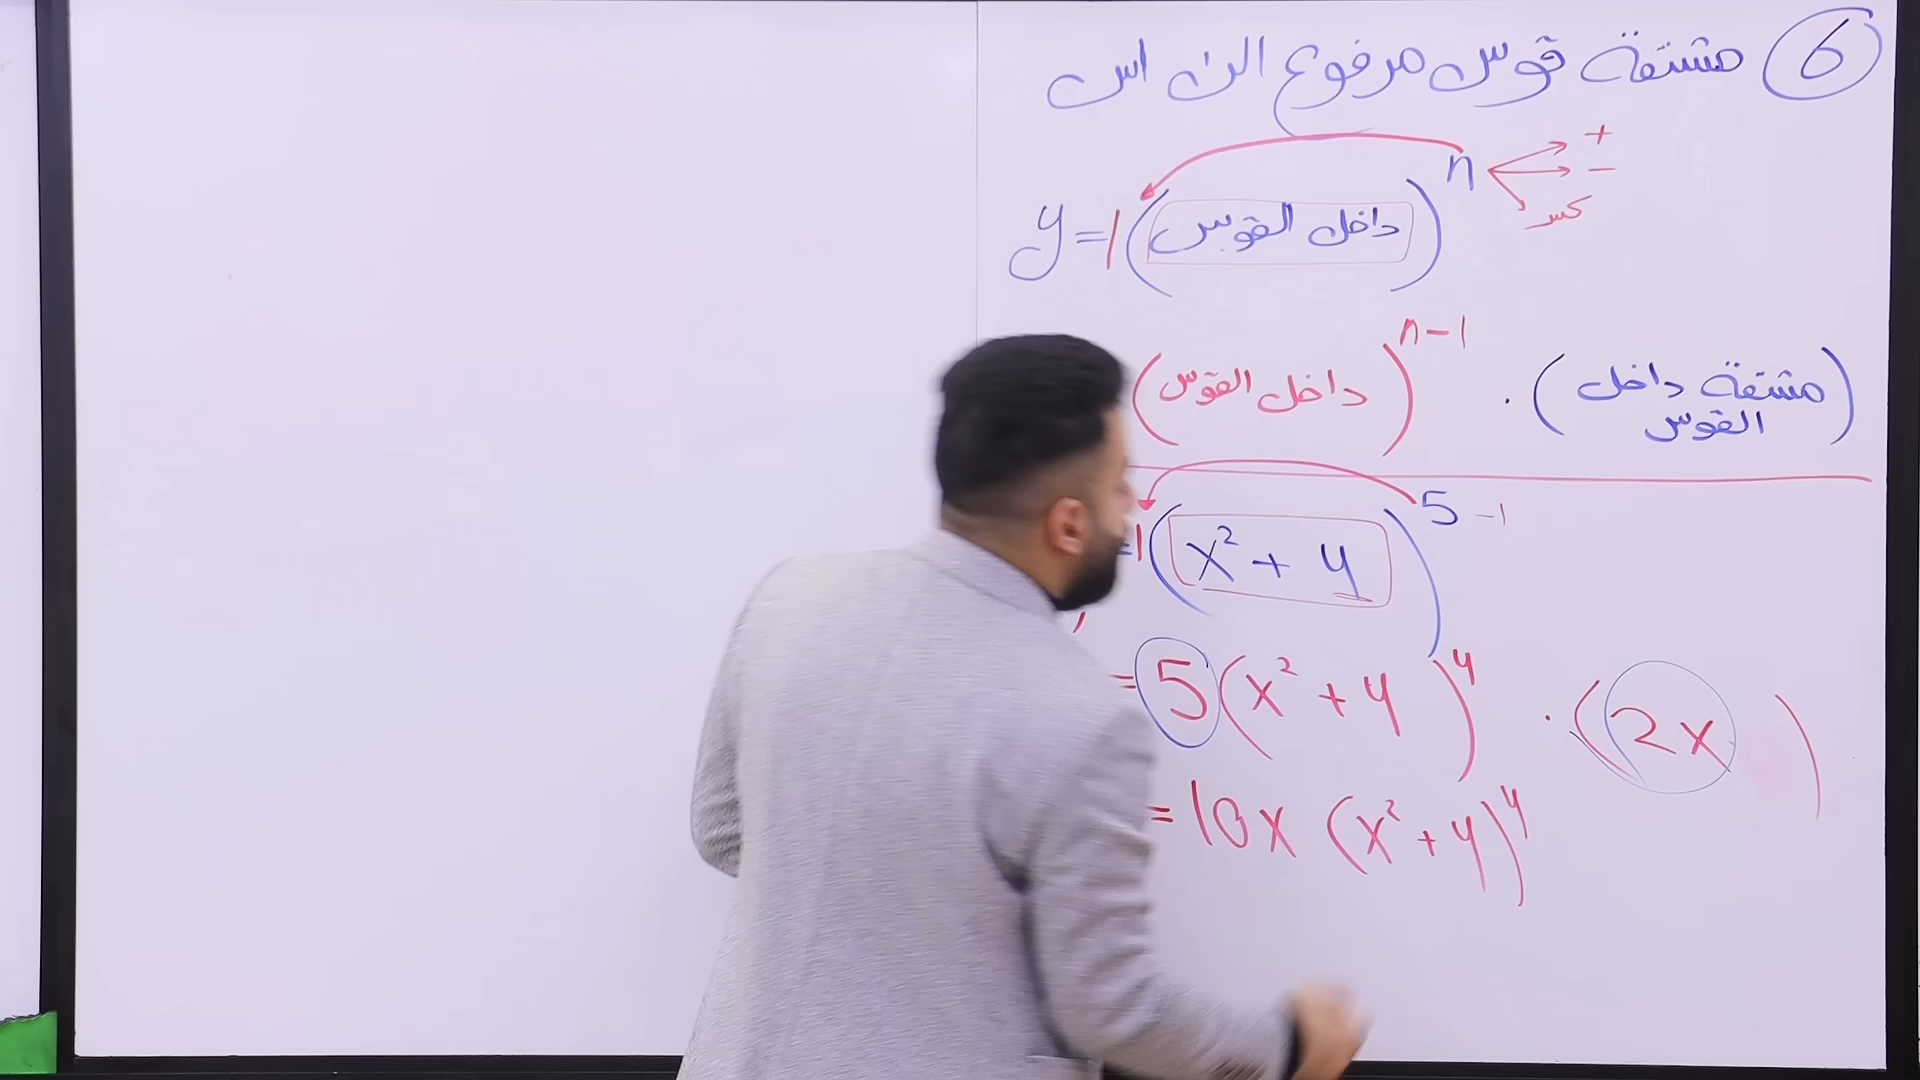 6 مشتقة قوس مرفوع الى اس
y = 1 (داخل القوس)^n + − كسر
(داخل القوس)^n-1 . (مشتقة داخل القوس)
= 1 (x² + 4)^5 -1
= 5 (x² + 4)^4 . (2x)
= 10x (x² + 4)^4